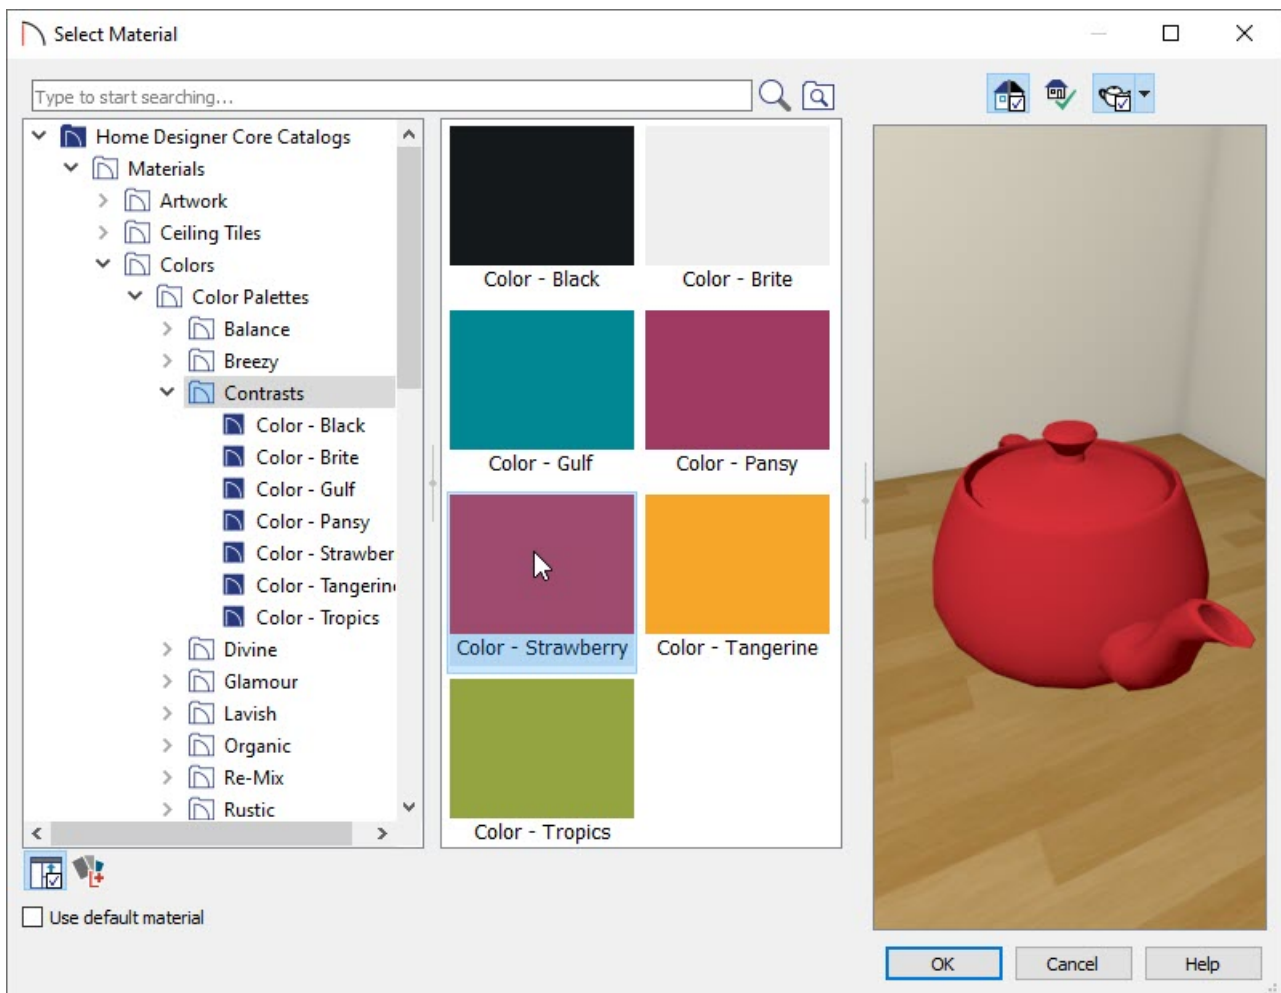 Select Material
Type to start searching...
Home Designer Core Catalogs
Materials
Artwork
Ceiling Tiles
Colors
Color Palettes
Balance
Breezy
Contrasts
Color - Black
Color - Brite
Color - Gulf
Color - Pansy
Color - Strawber
Color - Tangerin
Color - Tropics
Divine
Glamour
Lavish
Organic
Re-Mix
Rustic
Color - Black
Color - Brite
Color - Gulf
Color - Pansy
Color - Strawberry
Color - Tangerine
Color - Tropics
Use default material
OK
Cancel
Help